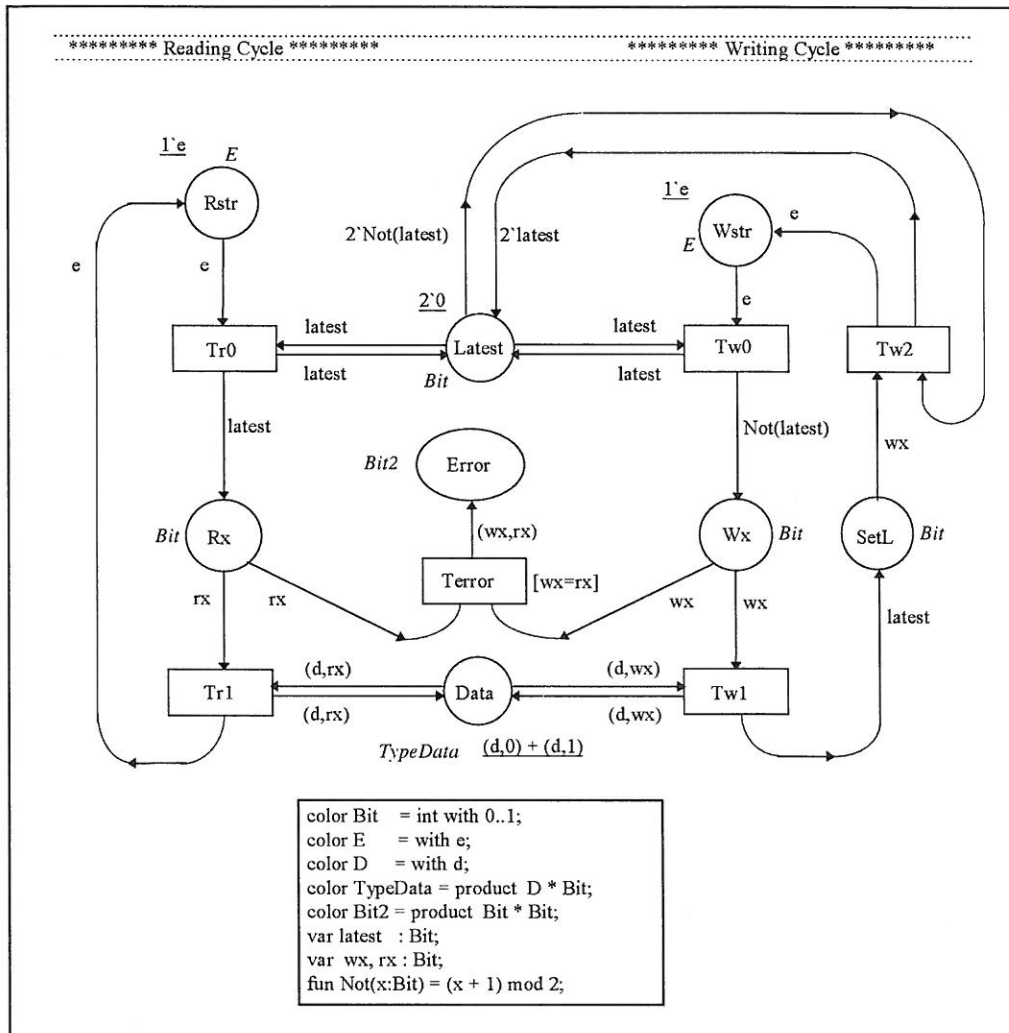 ********* Reading Cycle *********
********* Writing Cycle *********
1`e
E
Rstr
1`e
e
Wstr
E
2`Not(latest)
2`latest
e
e
e
2`0
latest
latest
Tr0
Latest
Tw0
Tw2
latest
Bit
latest
latest
Not(latest)
wx
Bit2
Error
Bit
Rx
Wx
Bit
SetL
Bit
(wx,rx)
Terror
[wx=rx]
rx
rx
wx
wx
latest
(d,rx)
(d,wx)
Tr1
Data
Tw1
(d,rx)
(d,wx)
TypeData
(d,0) + (d,1)
color Bit = int with 0..1;
color E = with e;
color D = with d;
color TypeData = product D * Bit;
color Bit2 = product Bit * Bit;
var latest : Bit;
var wx, rx : Bit;
fun Not(x:Bit) = (x + 1) mod 2;